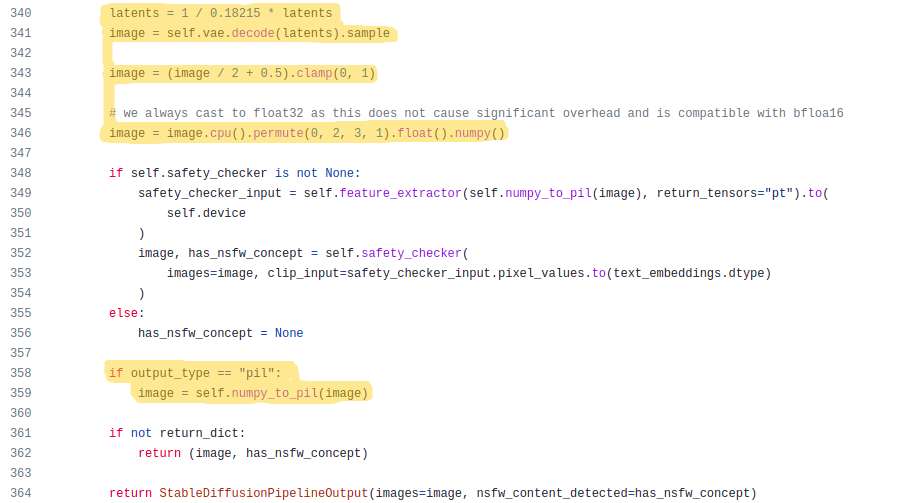 340 latents = 1 / 0.18215 * latents
341 image = self.vae.decode(latents).sample
342
343 image = (image / 2 + 0.5).clamp(0, 1)
344
345 # we always cast to float32 as this does not cause significant overhead and is compatible with bfloa16
346 image = image.cpu().permute(0, 2, 3, 1).float().numpy()
347
348 if self.safety_checker is not None:
349 safety_checker_input = self.feature_extractor(self.numpy_to_pil(image), return_tensors="pt").to(
350 self.device
351 )
352 image, has_nsfw_concept = self.safety_checker(
353 images=image, clip_input=safety_checker_input.pixel_values.to(text_embeddings.dtype)
354 )
355 else:
356 has_nsfw_concept = None
357
358 if output_type == "pil":
359 image = self.numpy_to_pil(image)
360
361 if not return_dict:
362 return (image, has_nsfw_concept)
363
364 return StableDiffusionPipelineOutput(images=image, nsfw_content_detected=has_nsfw_concept)